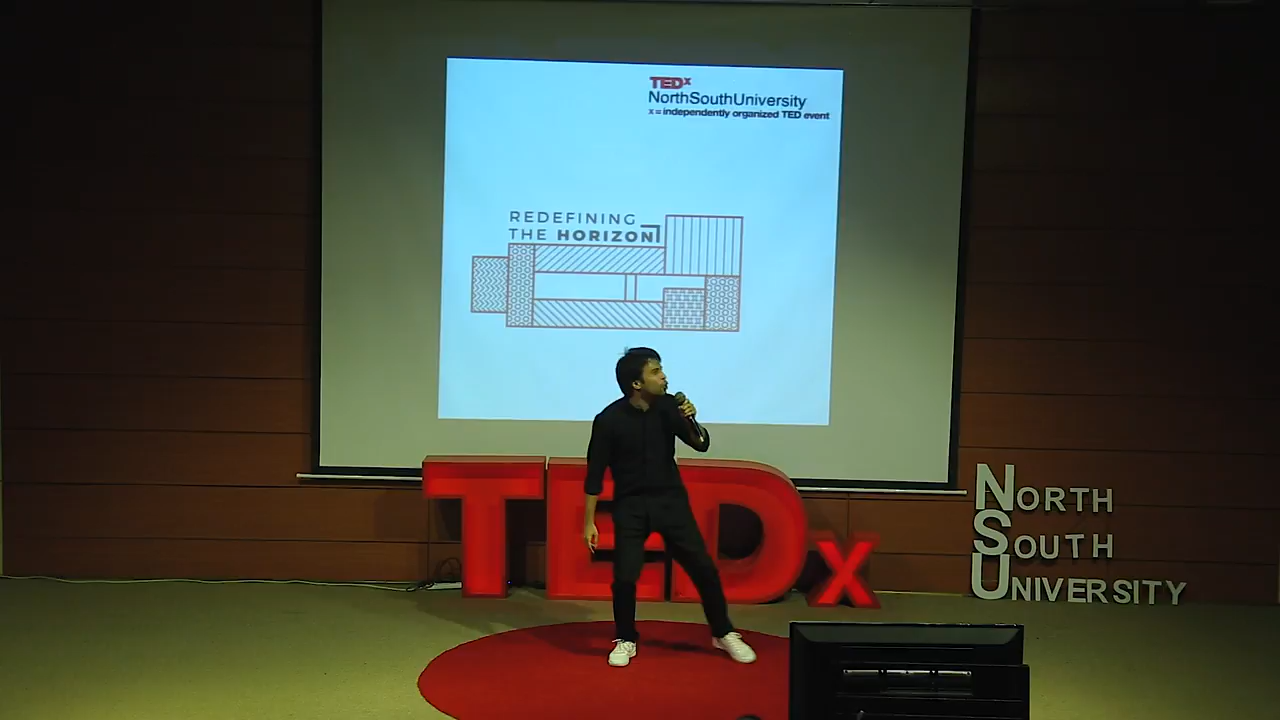 TEDx
NorthSouthUniversity
x = independently organized TED event
REDEFINING
THE HORIZON
TEDx
NORTH
SOUTH
UNIVERSITY